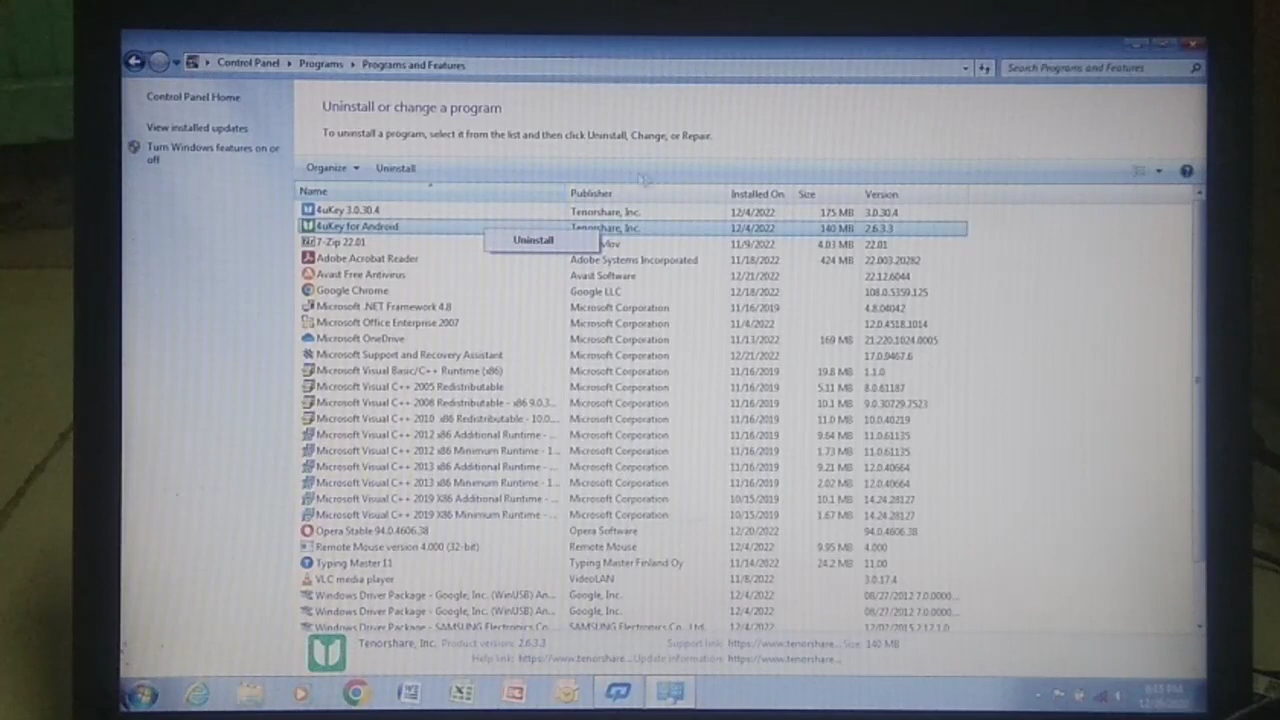 Control Panel Programs Programs and Features
Search Programs and Features
Control Panel Home
View installed updates
Turn Windows features on or
off
Uninstall or change a program
To uninstall a program, select it from the list and then click Uninstall, Change, or Repair.
Organize Uninstall
Name Publisher Installed On Size Version
4uKey 3.0.30.4 Tenorshare, Inc. 12/4/2022 175 MB 3.0.30.4
4uKey for Android Tenorshare, Inc. 12/4/2022 140 MB 2.6.3.3
Uninstall
7-Zip 22.01 vlov 11/9/2022 4.03 MB 22.01
Adobe Acrobat Reader Adobe Systems Incorporated 11/18/2022 424 MB 22.003.20282
Avast Free Antivirus Avast Software 12/21/2022 22.12.6044
Google Chrome Google LLC 12/18/2022 108.0.5359.125
Microsoft .NET Framework 4.8 Microsoft Corporation 11/16/2019 4.8.04042
Microsoft Office Enterprise 2007 Microsoft Corporation 11/4/2022 12.0.4518.1014
Microsoft OneDrive Microsoft Corporation 11/13/2022 169 MB 21.220.1024.0005
Microsoft Support and Recovery Assistant Microsoft Corporation 12/21/2022 17.0.9467.6
Microsoft Visual Basic/C++ Runtime (x86) Microsoft Corporation 11/16/2019 19.8 MB 1.1.0
Microsoft Visual C++ 2005 Redistributable Microsoft Corporation 11/16/2019 5.11 MB 8.0.61187
Microsoft Visual C++ 2008 Redistributable - x86 9.0.3... Microsoft Corporation 11/16/2019 10.1 MB 9.0.30729.7523
Microsoft Visual C++ 2010 x86 Redistributable - 10.0.... Microsoft Corporation 11/16/2019 11.0 MB 10.0.40219
Microsoft Visual C++ 2012 x86 Additional Runtime - ... Microsoft Corporation 11/16/2019 9.64 MB 11.0.61135
Microsoft Visual C++ 2012 x86 Minimum Runtime - 1... Microsoft Corporation 11/16/2019 1.73 MB 11.0.61135
Microsoft Visual C++ 2013 x86 Additional Runtime - ... Microsoft Corporation 11/16/2019 9.21 MB 12.0.40664
Microsoft Visual C++ 2013 x86 Minimum Runtime - 1... Microsoft Corporation 11/16/2019 2.02 MB 12.0.40664
Microsoft Visual C++ 2019 X86 Additional Runtime - ... Microsoft Corporation 10/15/2019 10.1 MB 14.24.28127
Microsoft Visual C++ 2019 X86 Minimum Runtime - ... Microsoft Corporation 10/15/2019 1.67 MB 14.24.28127
Opera Stable 94.0.4606.38 Opera Software 12/20/2022 94.0.4606.38
Remote Mouse version 4.000 (32-bit) Remote Mouse 12/4/2022 9.95 MB 4.000
Typing Master 11 Typing Master Finland Oy 11/14/2022 24.2 MB 11.00
VLC media player VideoLAN 11/8/2022 3.0.17.4
Windows Driver Package - Google, Inc. (WinUSB) An... Google, Inc. 12/4/2022 08/27/2012 7.0.0000...
Windows Driver Package - Google, Inc. (WinUSB) An... Google, Inc. 12/4/2022 08/27/2012 7.0.0000...
Windows Driver Package - SAMSUNG Electronics Co. SAMSUNG Electronics Co., Ltd. 12/4/2022
Tenorshare, Inc. Product version: 2.6.3.3 Support link: https://www.tenorshare... Size: 140 MB
Help link: https://www.tenorshare... Update information: https://www.tenorshare...